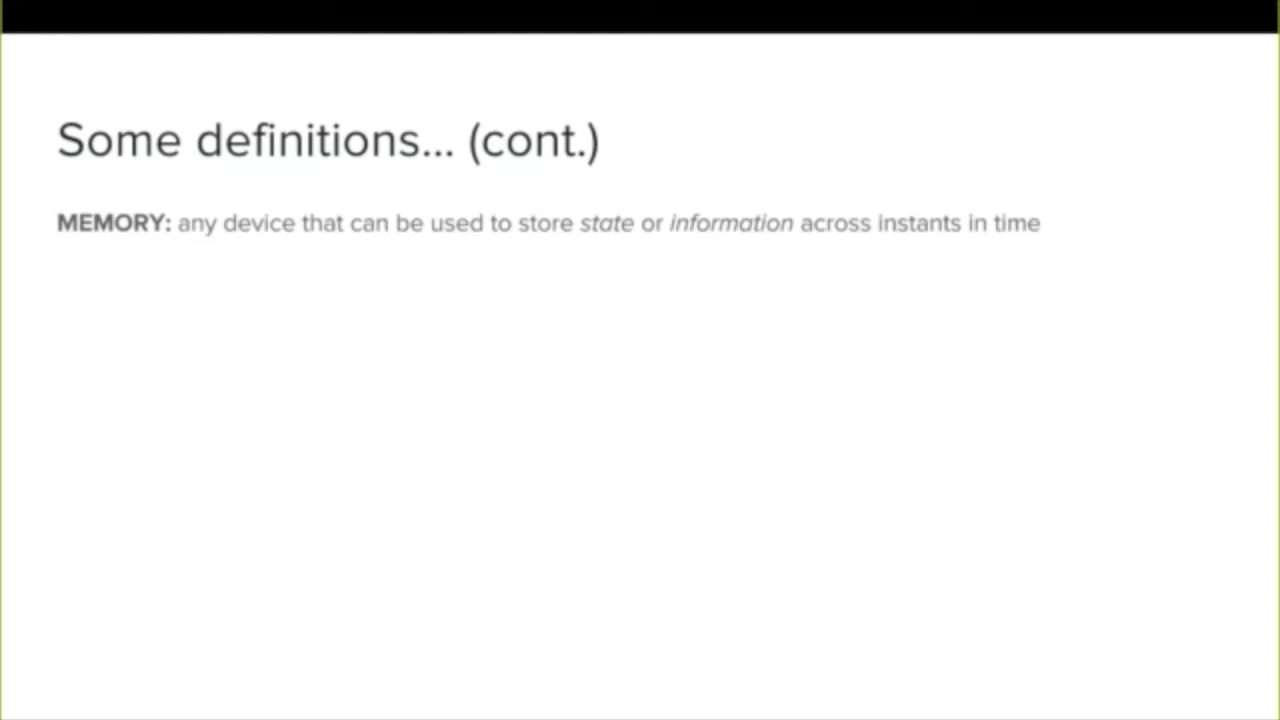 Some definitions... (cont.)
MEMORY: any device that can be used to store state or information across instants in time